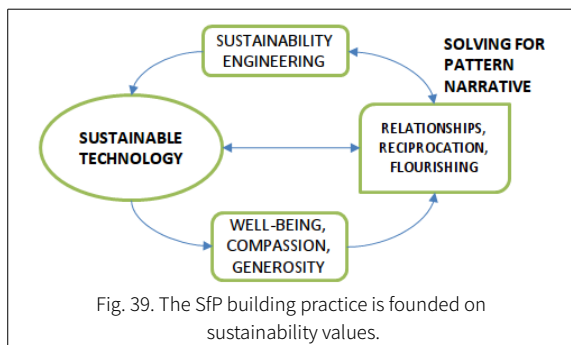 SUSTAINABILITY
ENGINEERING
SOLVING FOR
PATTERN
NARRATIVE
SUSTAINABLE
TECHNOLOGY
RELATIONSHIPS,
RECIPROCATION,
FLOURISHING
WELL-BEING,
COMPASSION,
GENEROSITY
Fig. 39. The SfP building practice is founded on
sustainability values.